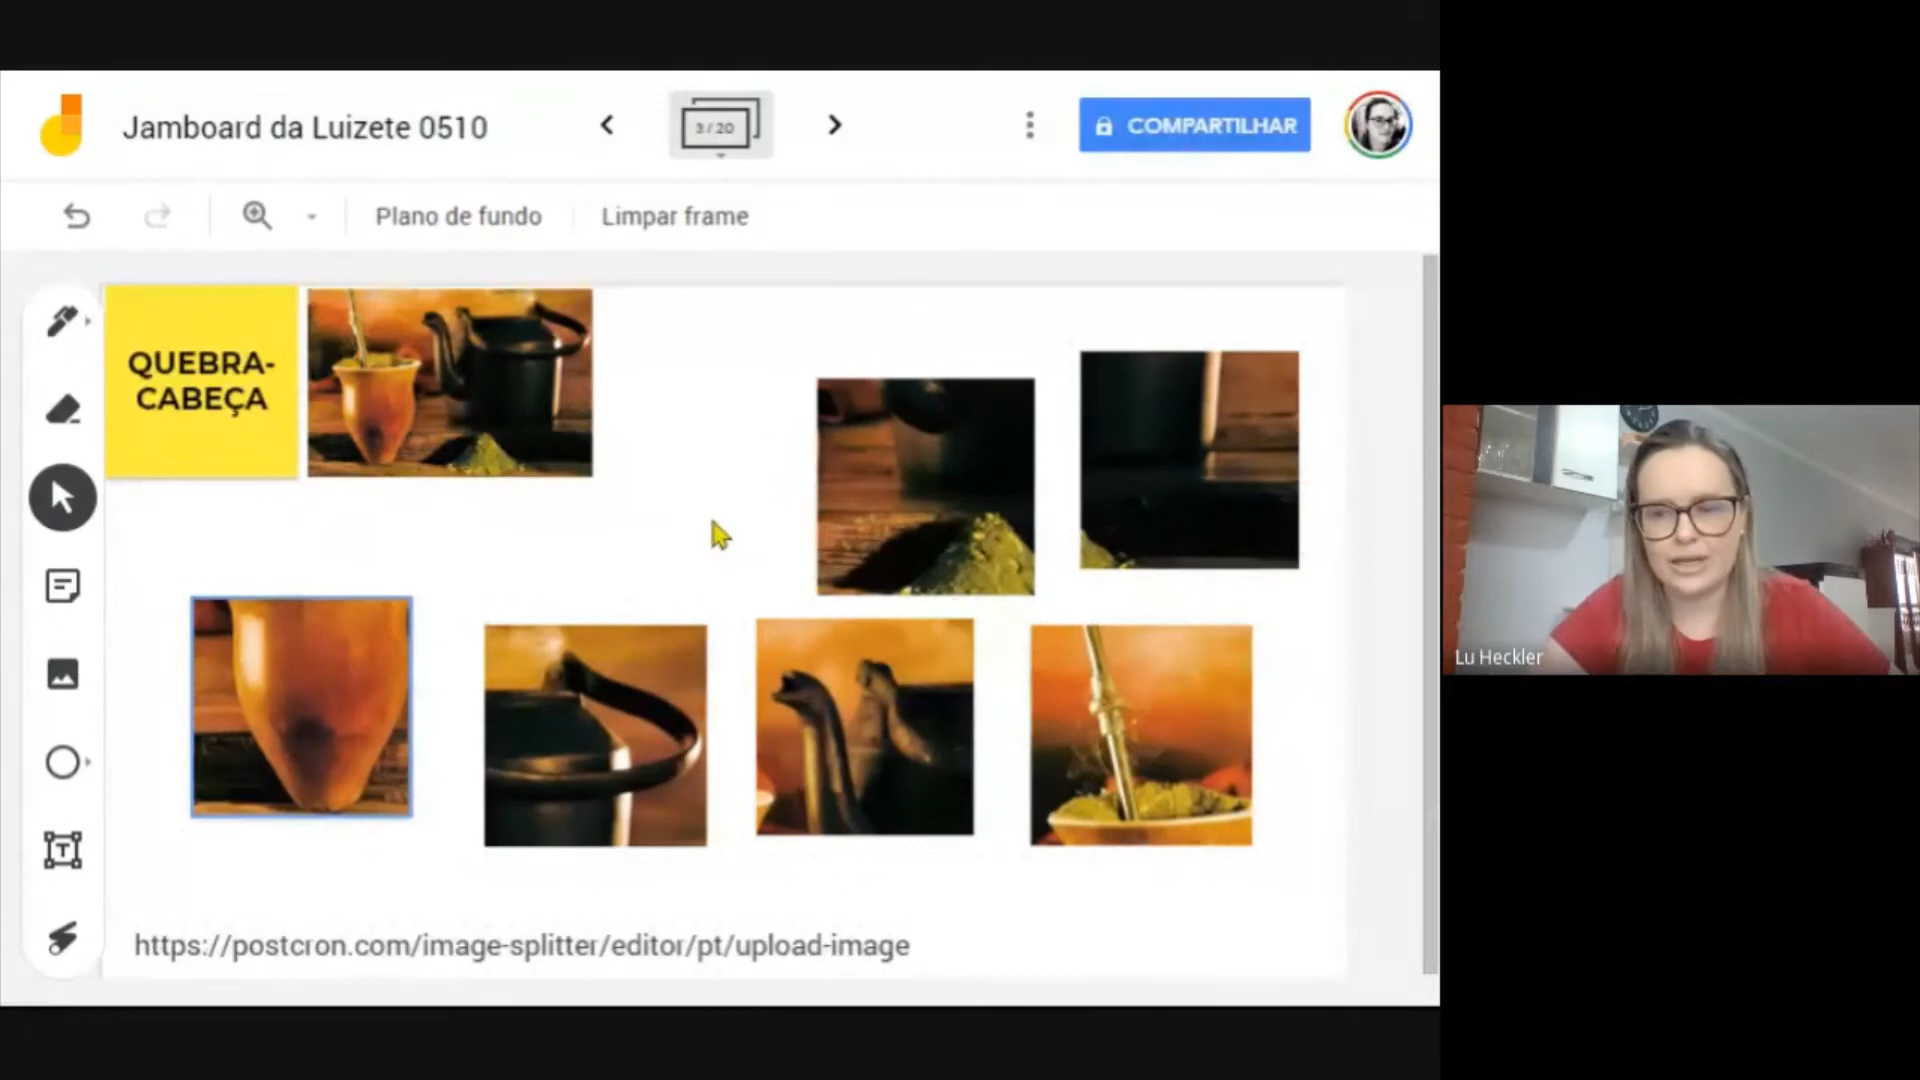 Jamboard da Luizete 0510
3 / 20
COMPARTILHAR
Plano de fundo
Limpar frame
QUEBRA-
CABEÇA
https://postcron.com/image-splitter/editor/pt/upload-image
Lu Heckler